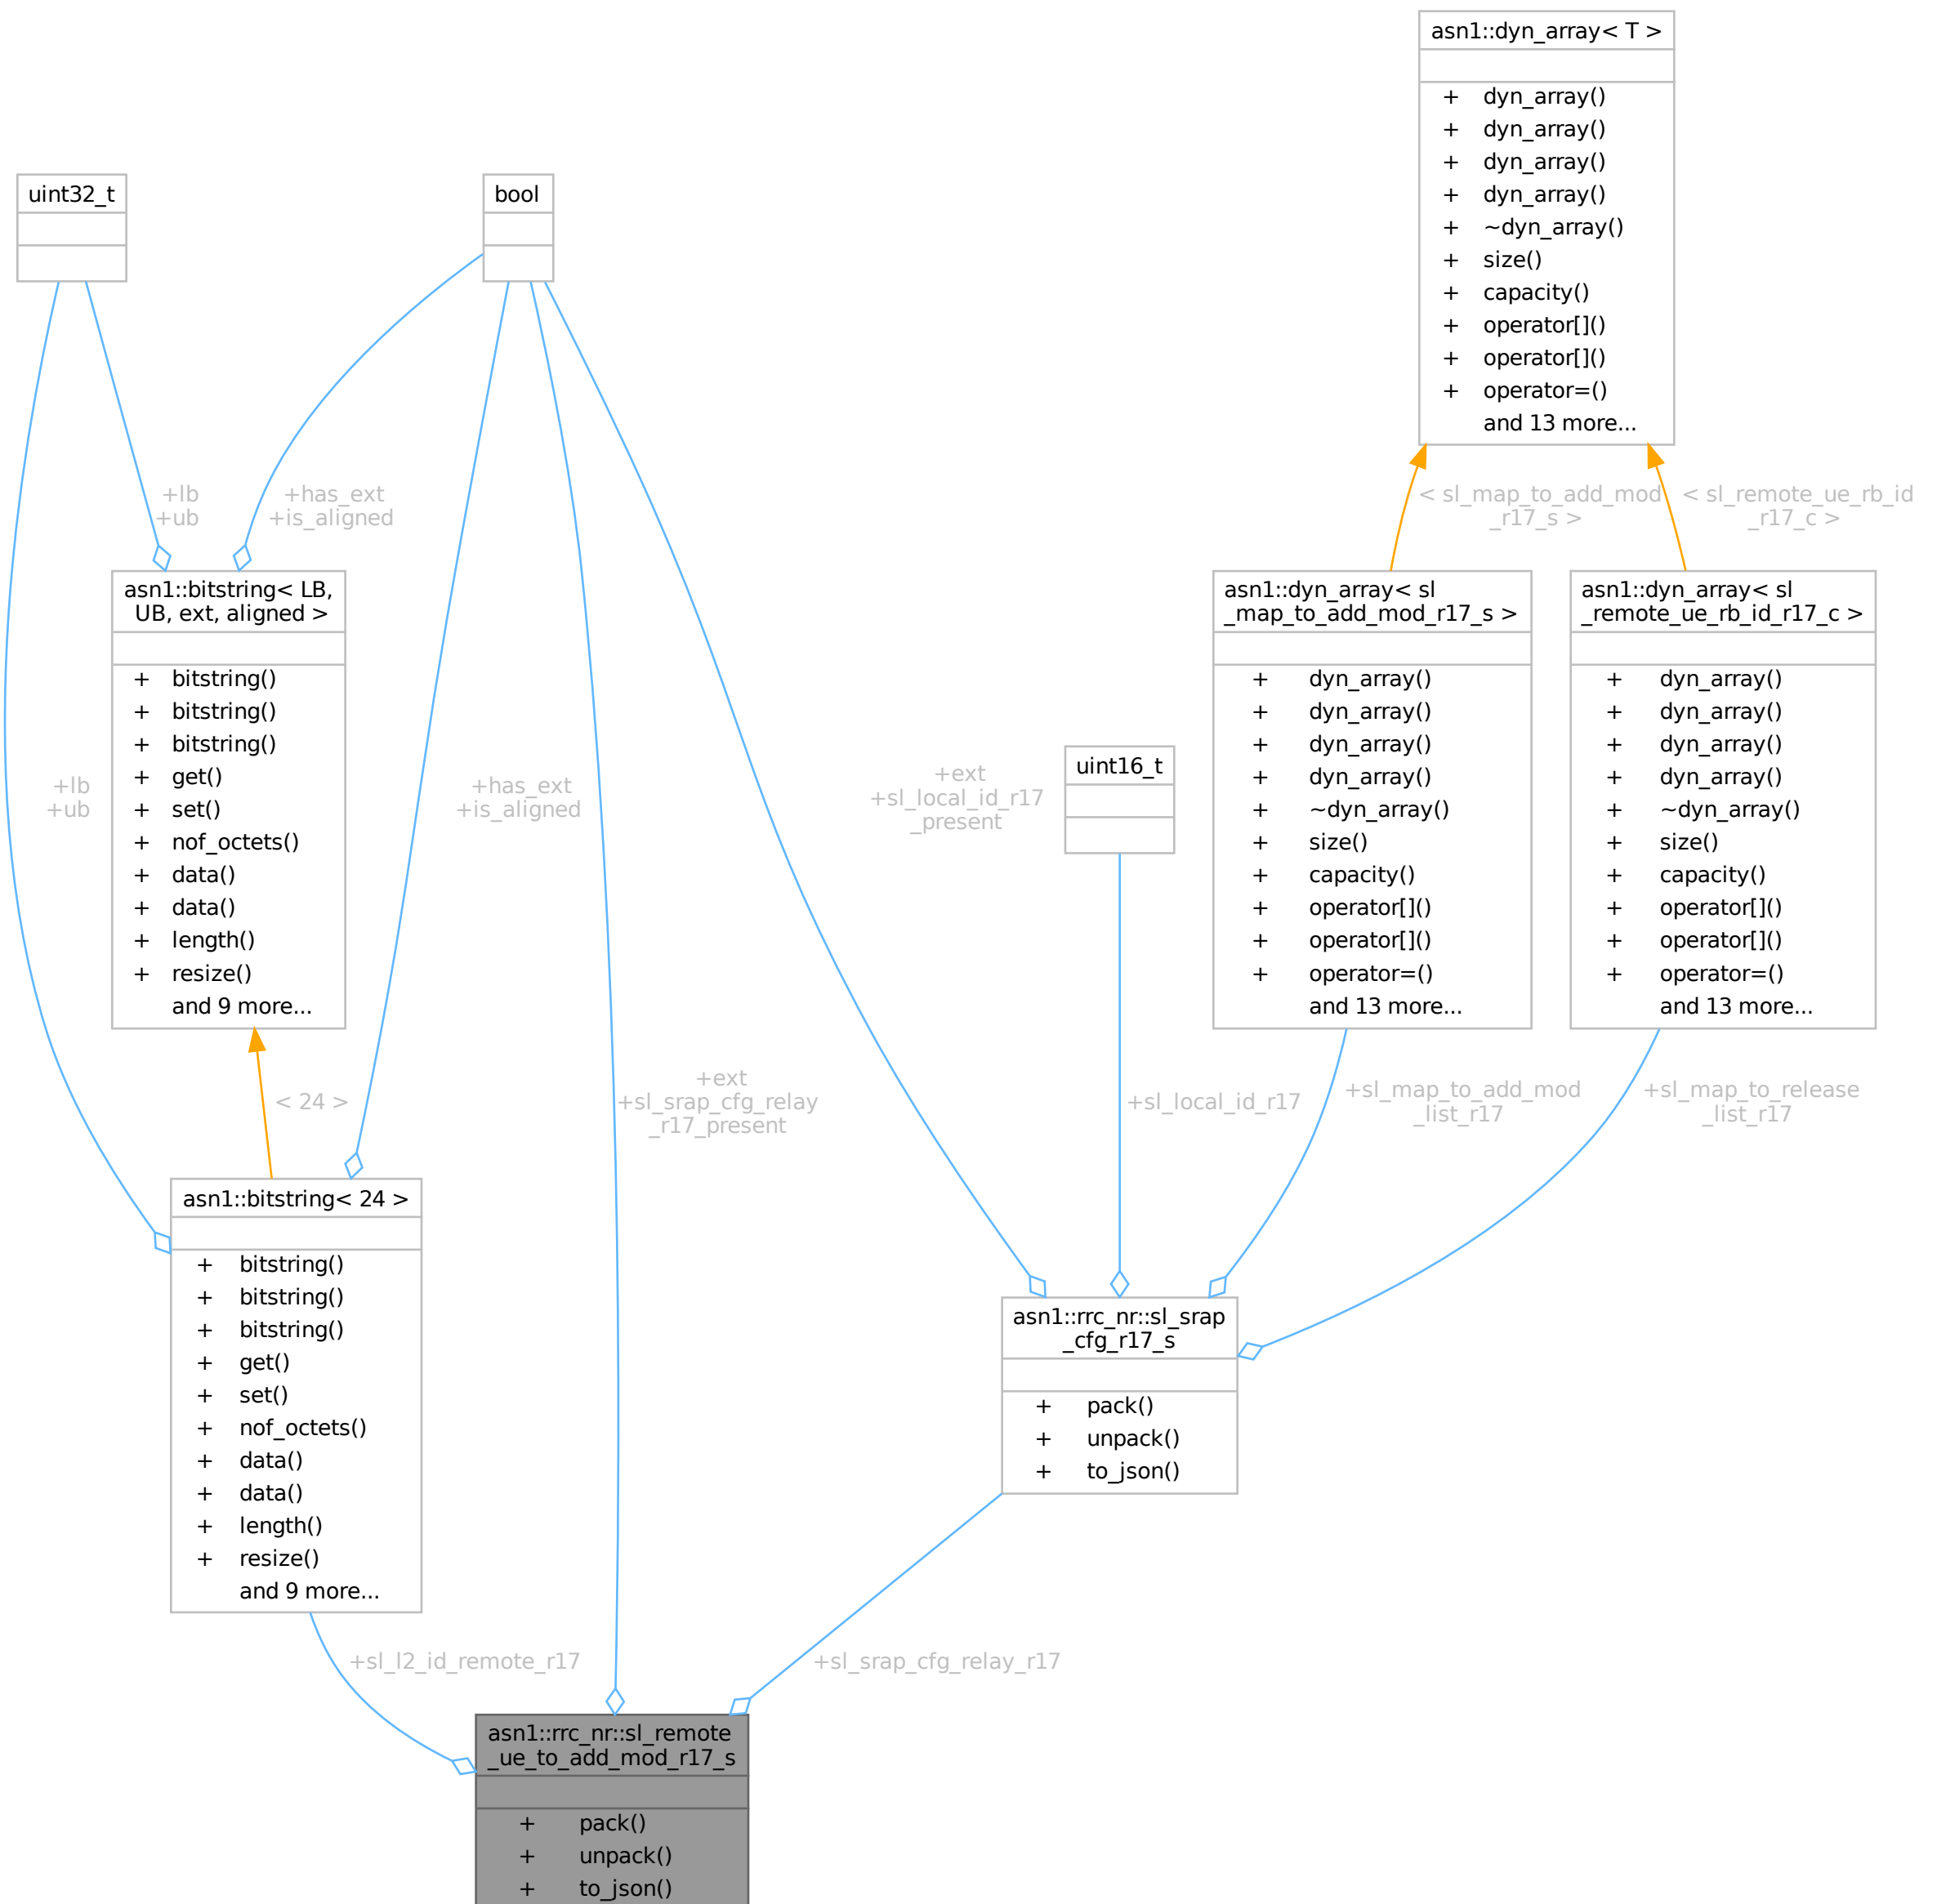 asn1::dyn_array< T >
+ dyn_array()
+ dyn_array()
+ dyn_array()
+ dyn_array()
+ ~dyn_array()
+ size()
+ capacity()
+ operator[]()
+ operator[]()
+ operator=()
and 13 more...
uint32_t
bool
+lb
+ub
+has_ext
+is_aligned
< sl_map_to_add_mod
_r17_s >
< sl_remote_ue_rb_id
_r17_c >
asn1::bitstring< LB,
UB, ext, aligned >
+ bitstring()
+ bitstring()
+ bitstring()
+ get()
+ set()
+ nof_octets()
+ data()
+ data()
+ length()
+ resize()
and 9 more...
asn1::dyn_array< sl
_map_to_add_mod_r17_s >
+ dyn_array()
+ dyn_array()
+ dyn_array()
+ dyn_array()
+ ~dyn_array()
+ size()
+ capacity()
+ operator[]()
+ operator[]()
+ operator=()
and 13 more...
asn1::dyn_array< sl
_remote_ue_rb_id_r17_c >
+ dyn_array()
+ dyn_array()
+ dyn_array()
+ dyn_array()
+ ~dyn_array()
+ size()
+ capacity()
+ operator[]()
+ operator[]()
+ operator=()
and 13 more...
+lb
+ub
+has_ext
+is_aligned
+ext
+sl_local_id_r17
_present
uint16_t
< 24 >
+ext
+sl_srap_cfg_relay
_r17_present
+sl_local_id_r17
+sl_map_to_add_mod
_list_r17
+sl_map_to_release
_list_r17
asn1::bitstring< 24 >
+ bitstring()
+ bitstring()
+ bitstring()
+ get()
+ set()
+ nof_octets()
+ data()
+ data()
+ length()
+ resize()
and 9 more...
asn1::rrc_nr::sl_srap
_cfg_r17_s
+ pack()
+ unpack()
+ to_json()
+sl_l2_id_remote_r17
+sl_srap_cfg_relay_r17
asn1::rrc_nr::sl_remote
_ue_to_add_mod_r17_s
+ pack()
+ unpack()
+ to_json()